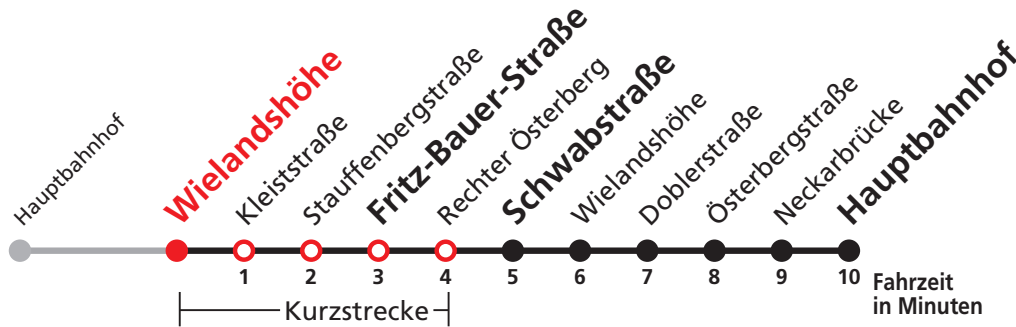 Hauptbahnhof
Wielandshöhe
Kleiststraße
Stauffenbergstraße
Fritz-Bauer-Straße
Rechter Österberg
Schwabstraße
Wielandshöhe
Doblerstraße
Österbergstraße
Neckarbrücke
Hauptbahnhof
1 2 3 4 5 6 7 8 9 10 Fahrzeit
in Minuten
Kurzstrecke